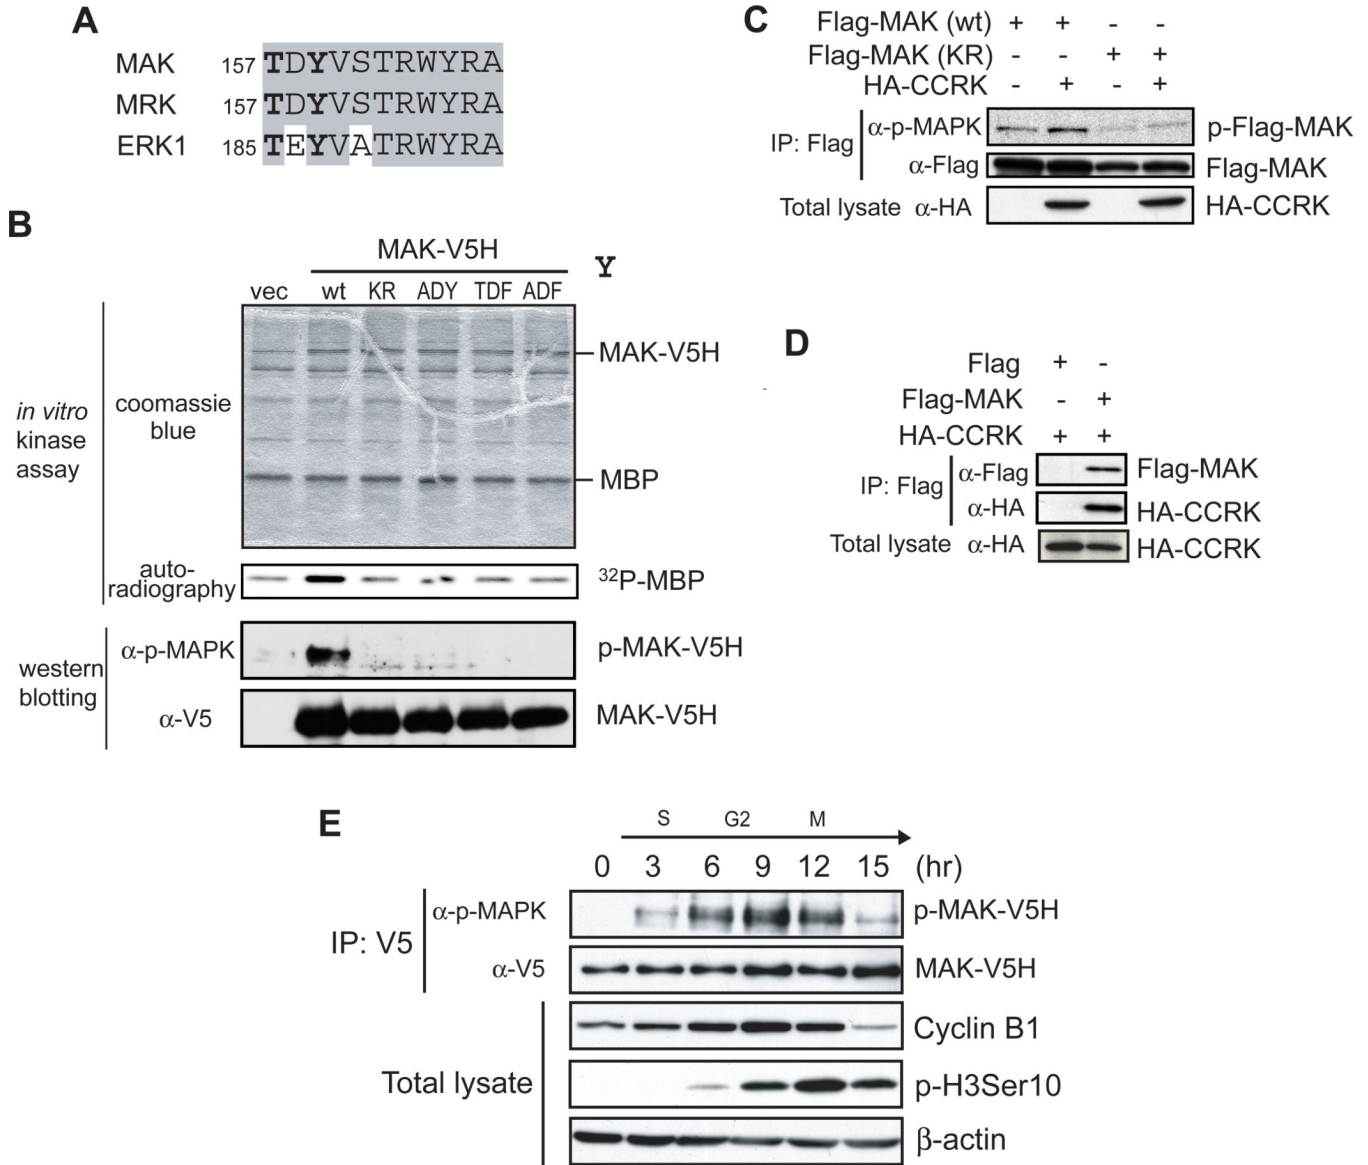 A
MAK 157 TDYVSTRWYRA
MRK 157 TDYVSTRWYRA
ERK1 185 TEYVATRWYRA
B
MAK-V5H
Y
vec wt KR ADY TDF ADF
in vitro
kinase
assay
coomassie
blue
MAK-V5H
MBP
auto-
radiography
32P-MBP
western
blotting
α-p-MAPK
p-MAK-V5H
α-V5
MAK-V5H
C
Flag-MAK (wt) + + - -
Flag-MAK (KR) - - + +
HA-CCRK - + - +
IP: Flag
α-p-MAPK
p-Flag-MAK
α-Flag
Flag-MAK
Total lysate α-HA
HA-CCRK
D
Flag + -
Flag-MAK - +
HA-CCRK + +
IP: Flag
α-Flag
Flag-MAK
α-HA
HA-CCRK
Total lysate α-HA
HA-CCRK
E
S G2 M
0 3 6 9 12 15 (hr)
IP: V5
α-p-MAPK
p-MAK-V5H
α-V5
MAK-V5H
Total lysate
Cyclin B1
p-H3Ser10
β-actin